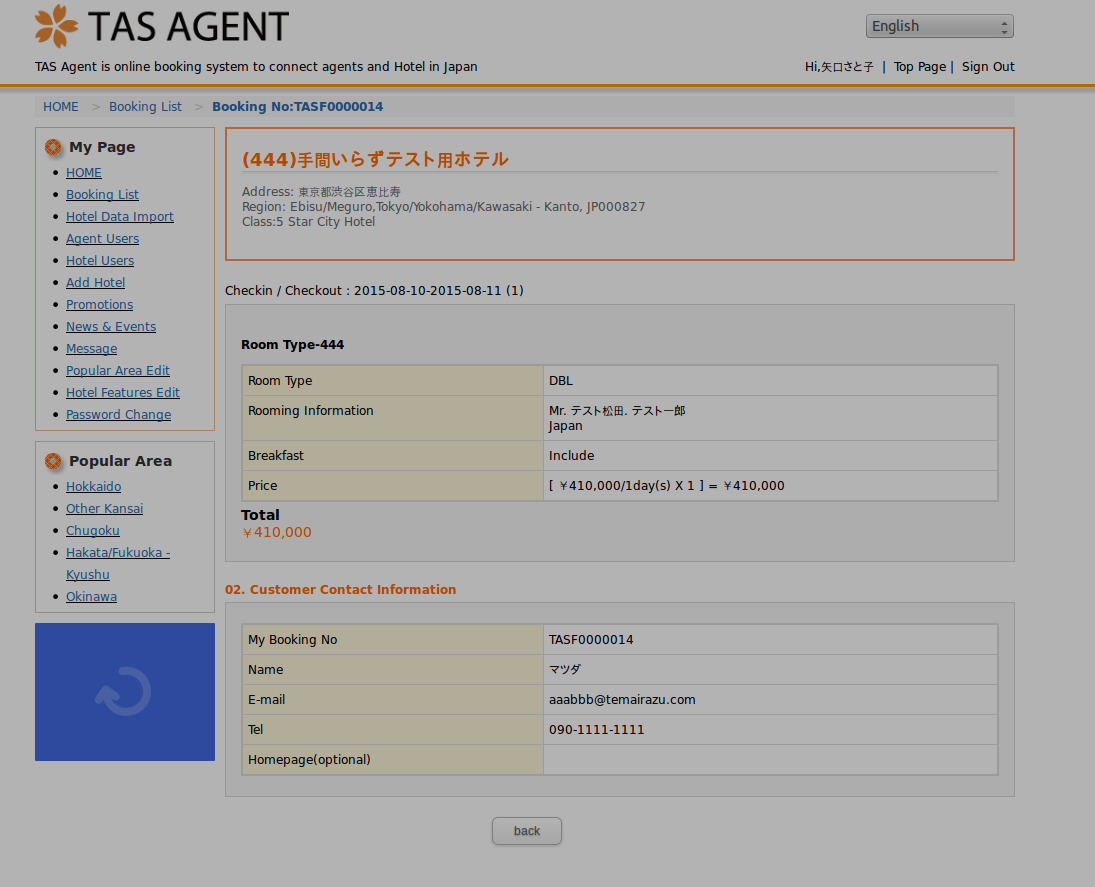 TAS AGENT
English
TAS Agent is online booking system to connect agents and Hotel in Japan
Hi,矢口さと子 | Top Page | Sign Out
HOME > Booking List > Booking No:TASF0000014
My Page
HOME
Booking List
Hotel Data Import
Agent Users
Hotel Users
Add Hotel
Promotions
News & Events
Message
Popular Area Edit
Hotel Features Edit
Password Change
Popular Area
Hokkaido
Other Kansai
Chugoku
Hakata/Fukuoka -
Kyushu
Okinawa
(444)手間いらずテスト用ホテル
Address: 東京都渋谷区恵比寿
Region: Ebisu/Meguro,Tokyo/Yokohama/Kawasaki - Kanto, JP000827
Class:5 Star City Hotel
Checkin / Checkout : 2015-08-10-2015-08-11 (1)
Room Type-444
Room Type DBL
Rooming Information Mr. テスト松田. テスト一郎
Japan
Breakfast Include
Price [ ￥410,000/1day(s) X 1 ] = ￥410,000
Total
￥410,000
02. Customer Contact Information
My Booking No TASF0000014
Name マツダ
E-mail aaabbb@temairazu.com
Tel 090-1111-1111
Homepage(optional)
back